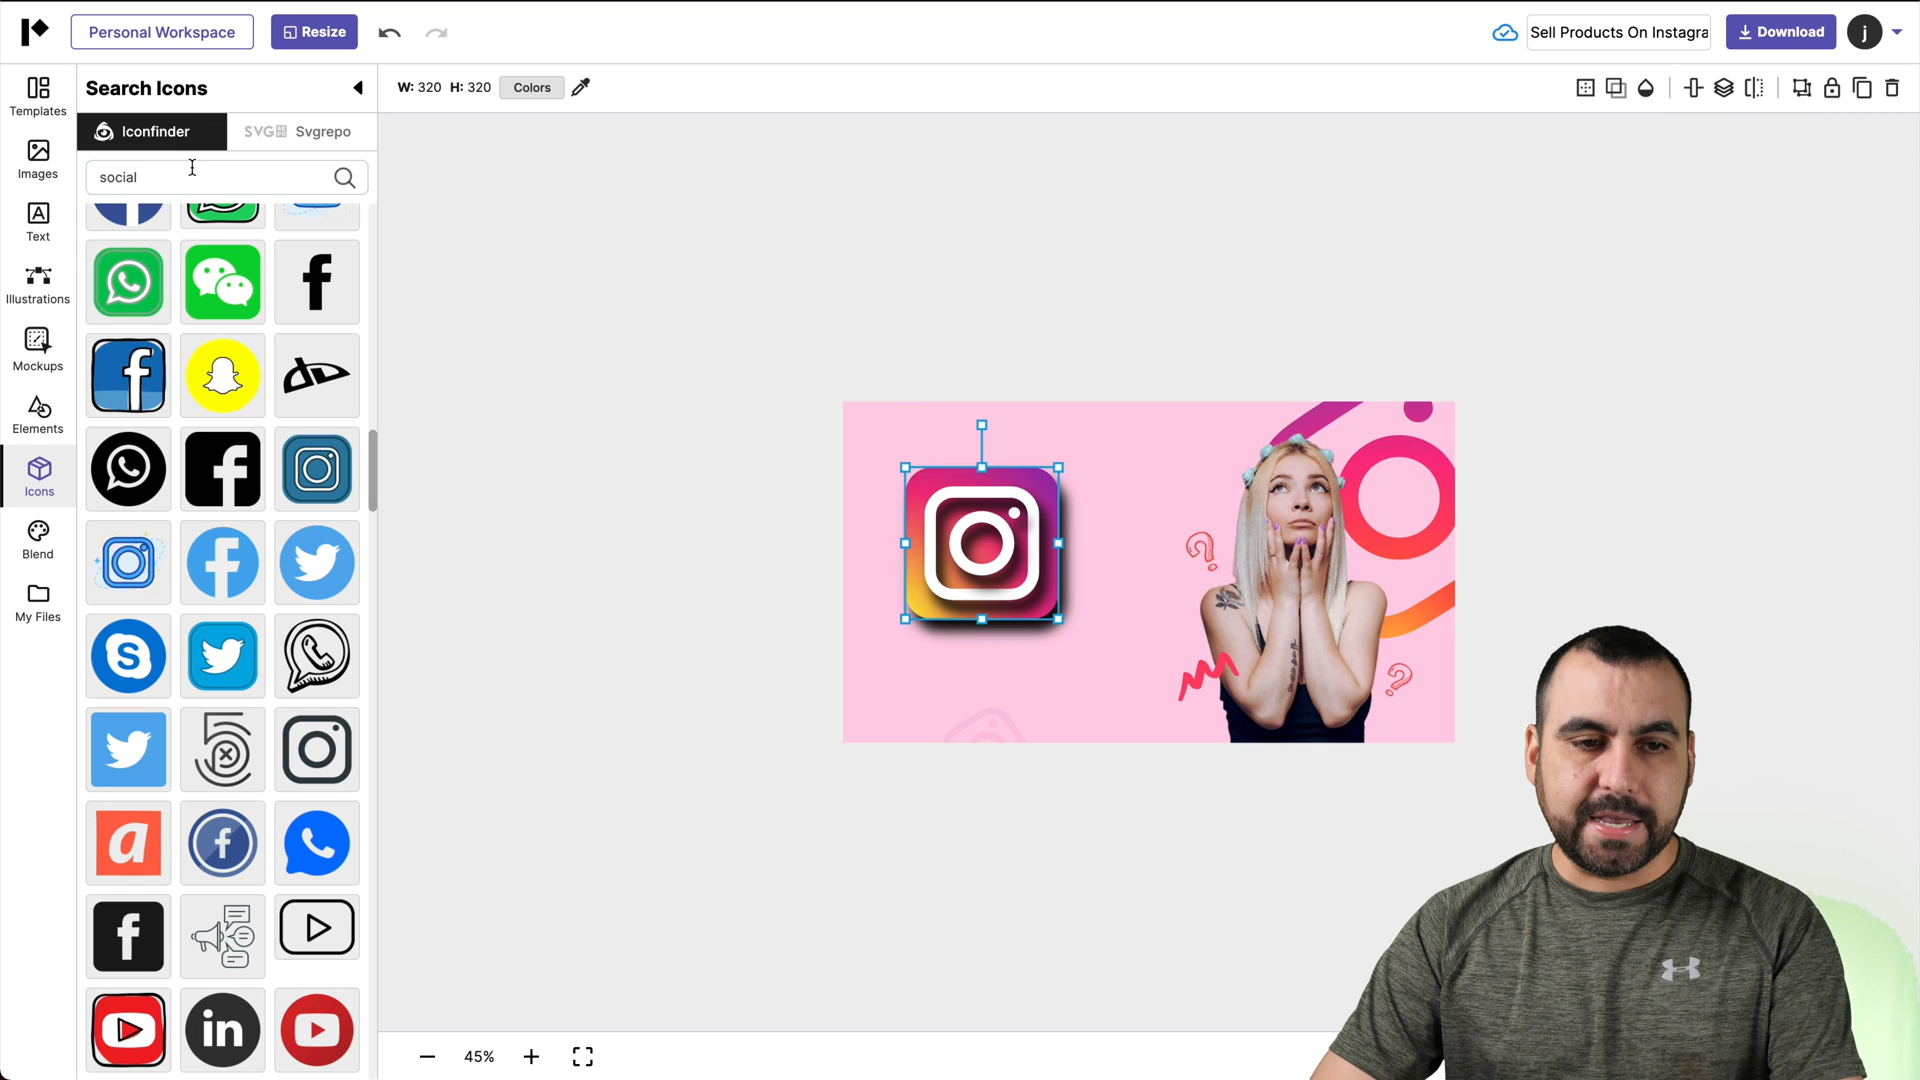 Personal Workspace
Resize
Sell Products On Instagra
Download
j
Templates
Images
Text
Illustrations
Mockups
Elements
Icons
Blend
My Files
Search Icons
Iconfinder
SVG Svgrepo
social
W: 320 H: 320 Colors
45%